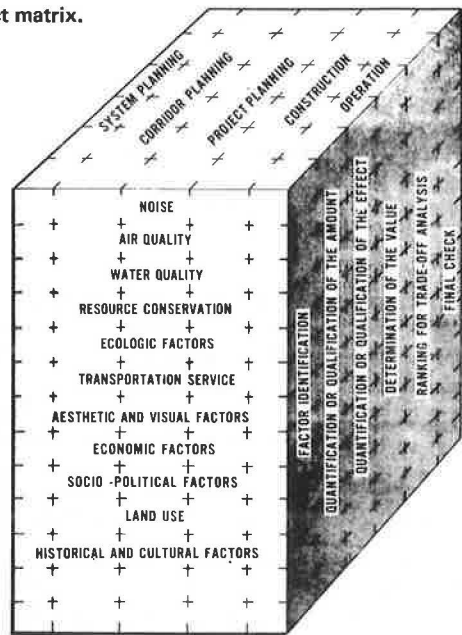 ct matrix.
SYSTEM PLANNING
CORRIDOR PLANNING
PROJECT PLANNING
CONSTRUCTION
OPERATION
NOISE
AIR QUALITY
WATER QUALITY
RESOURCE CONSERVATION
ECOLOGIC FACTORS
TRANSPORTATION SERVICE
AESTHETIC AND VISUAL FACTORS
ECONOMIC FACTORS
SOCIO - POLITICAL FACTORS
LAND USE
HISTORICAL AND CULTURAL FACTORS
FACTOR IDENTIFICATION
QUANTIFICATION OR QUALIFICATION OF THE AMOUNT
QUANTIFICATION OR QUALIFICATION OF THE EFFECT
DETERMINATION OF THE VALUE
RANKING FOR TRADE-OFF ANALYSIS
FINAL CHECK